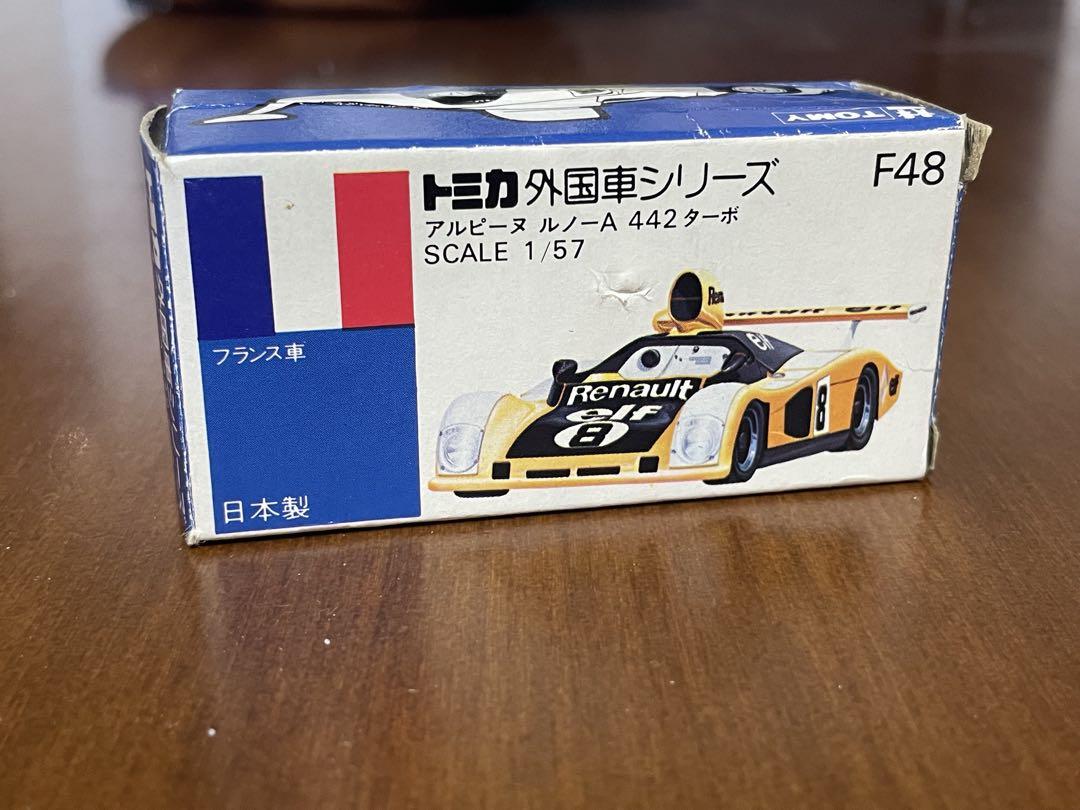 TOMY
トミカ 外国車シリーズ F48
アルピーヌ ルノーA 442ターボ
SCALE 1/57
フランス車
日本製
Renault
elf
8
elf
8
elf